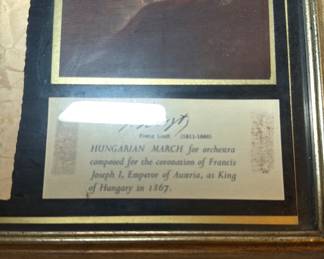 Franz Liszt (1811-1886)
HUNGARIAN MARCH for orchestra
composed for the coronation of Francis
Joseph I, Emperor of Austria, as King
of Hungary in 1867.